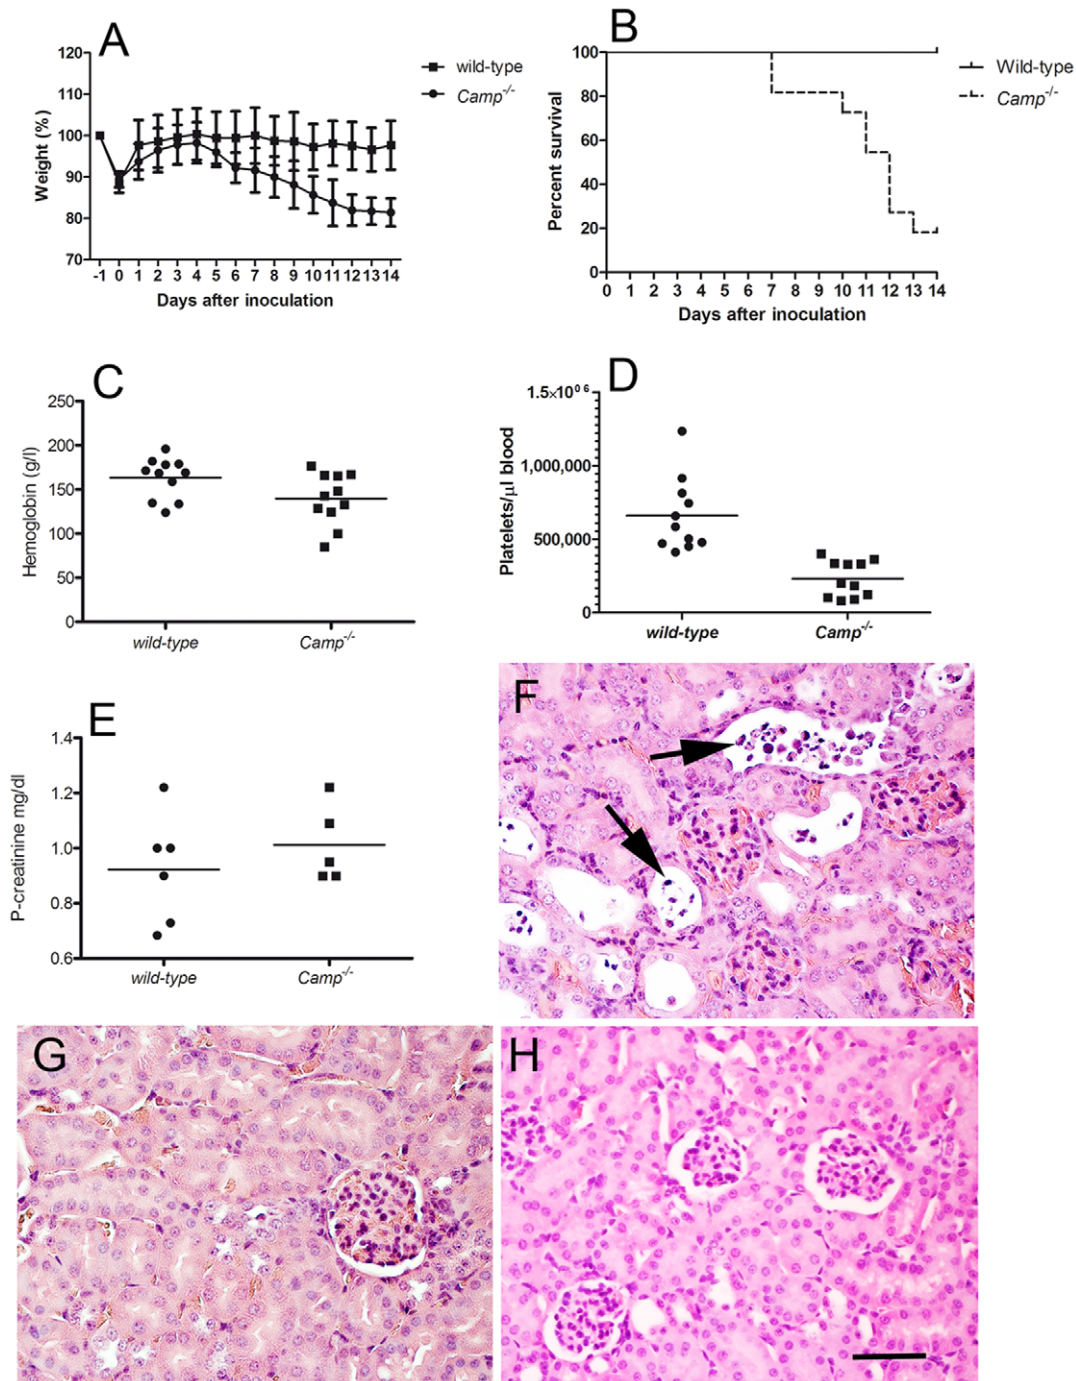 A
120
110
100
90
80
70
Weight (%)
-1 0 1 2 3 4 5 6 7 8 9 10 11 12 13 14
Days after inoculation
wild-type
Camp-/-
B
100
80
60
40
20
0
Percent survival
0 1 2 3 4 5 6 7 8 9 10 11 12 13 14
Days after inoculation
Wild-type
Camp-/-
C
250
200
150
100
50
0
Hemoglobin (g/l)
wild-type Camp-/-
D
1.5×10^06
1,000,000
500,000
0
Platelets/μl blood
wild-type Camp-/-
E
1.4
1.2
1.0
0.8
0.6
P-creatinine mg/dl
wild-type Camp-/-
F
G
H